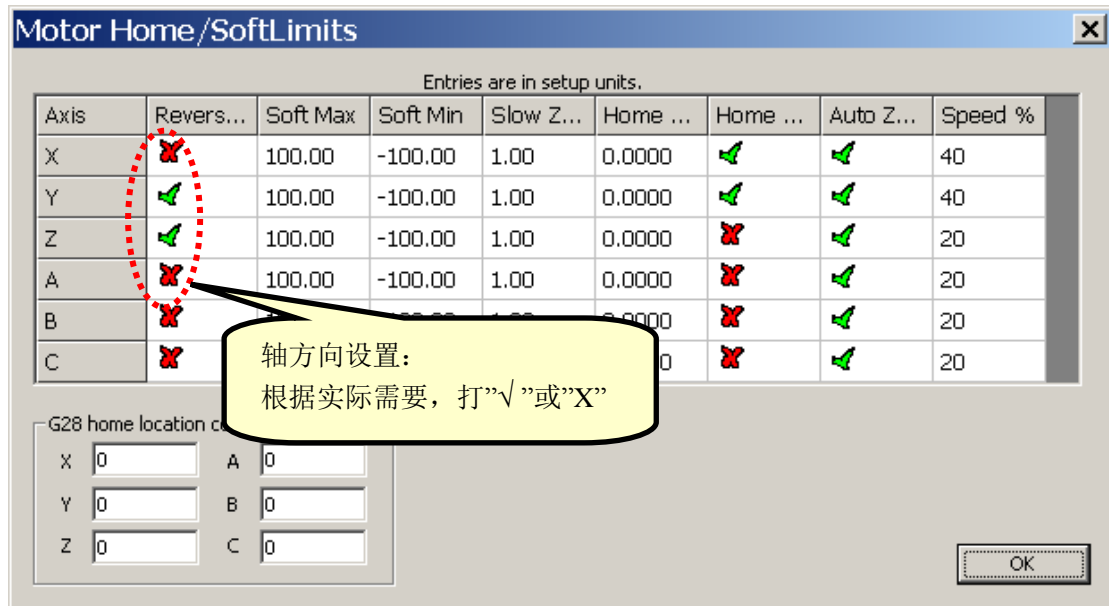 Motor Home/SoftLimits
Entries are in setup units.
Axis Revers... Soft Max Soft Min Slow Z... Home ... Home ... Auto Z... Speed %
X 100.00 -100.00 1.00 0.0000 40
Y 100.00 -100.00 1.00 0.0000 40
Z 100.00 -100.00 1.00 0.0000 20
A 100.00 -100.00 1.00 0.0000 20
B 20
C 20
轴方向设置:
根据实际需要，打”√”或”X”
G28 home location
X 0 A 0
Y 0 B 0
Z 0 C 0
OK